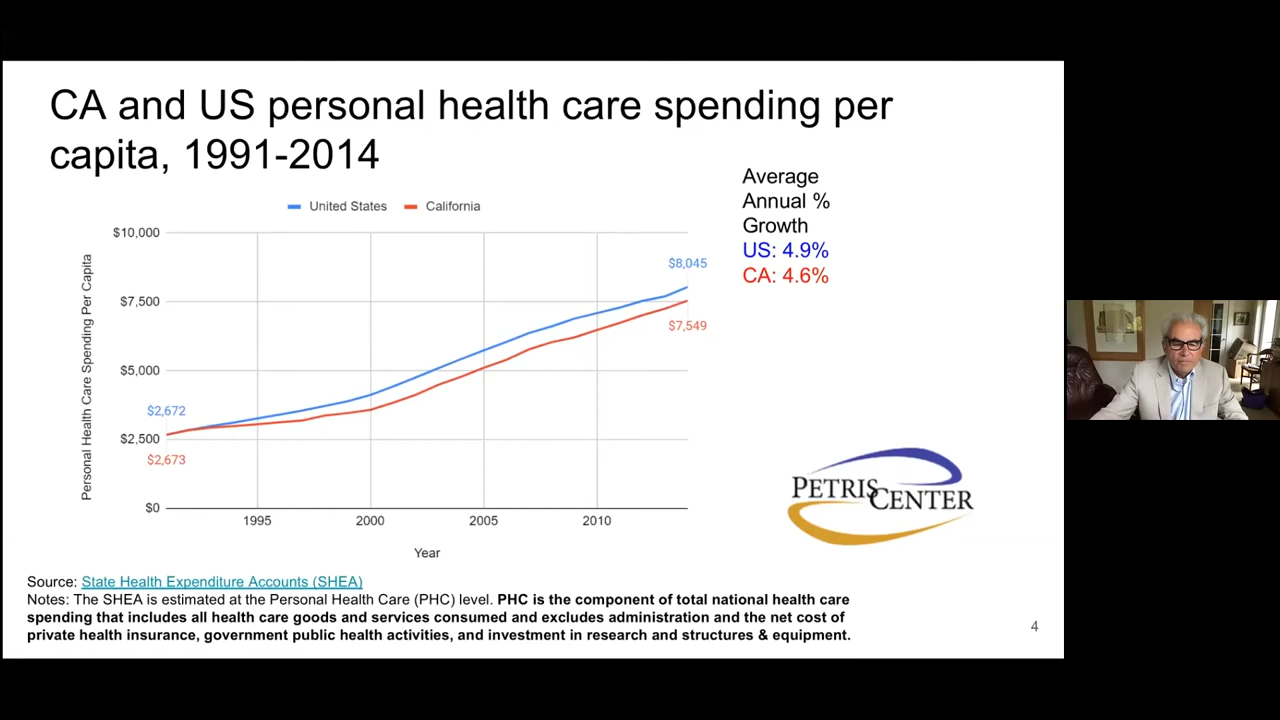 CA and US personal health care spending per
capita, 1991-2014
Average
Annual %
Growth
US: 4.9%
CA: 4.6%
United States
California
Personal Health Care Spending Per Capita
$10,000
$7,500
$5,000
$2,500
$0
$8,045
$7,549
$2,672
$2,673
1995
2000
2005
2010
Year
PETRIS CENTER
Source: State Health Expenditure Accounts (SHEA)
Notes: The SHEA is estimated at the Personal Health Care (PHC) level. PHC is the component of total national health care
spending that includes all health care goods and services consumed and excludes administration and the net cost of
private health insurance, government public health activities, and investment in research and structures & equipment.
4